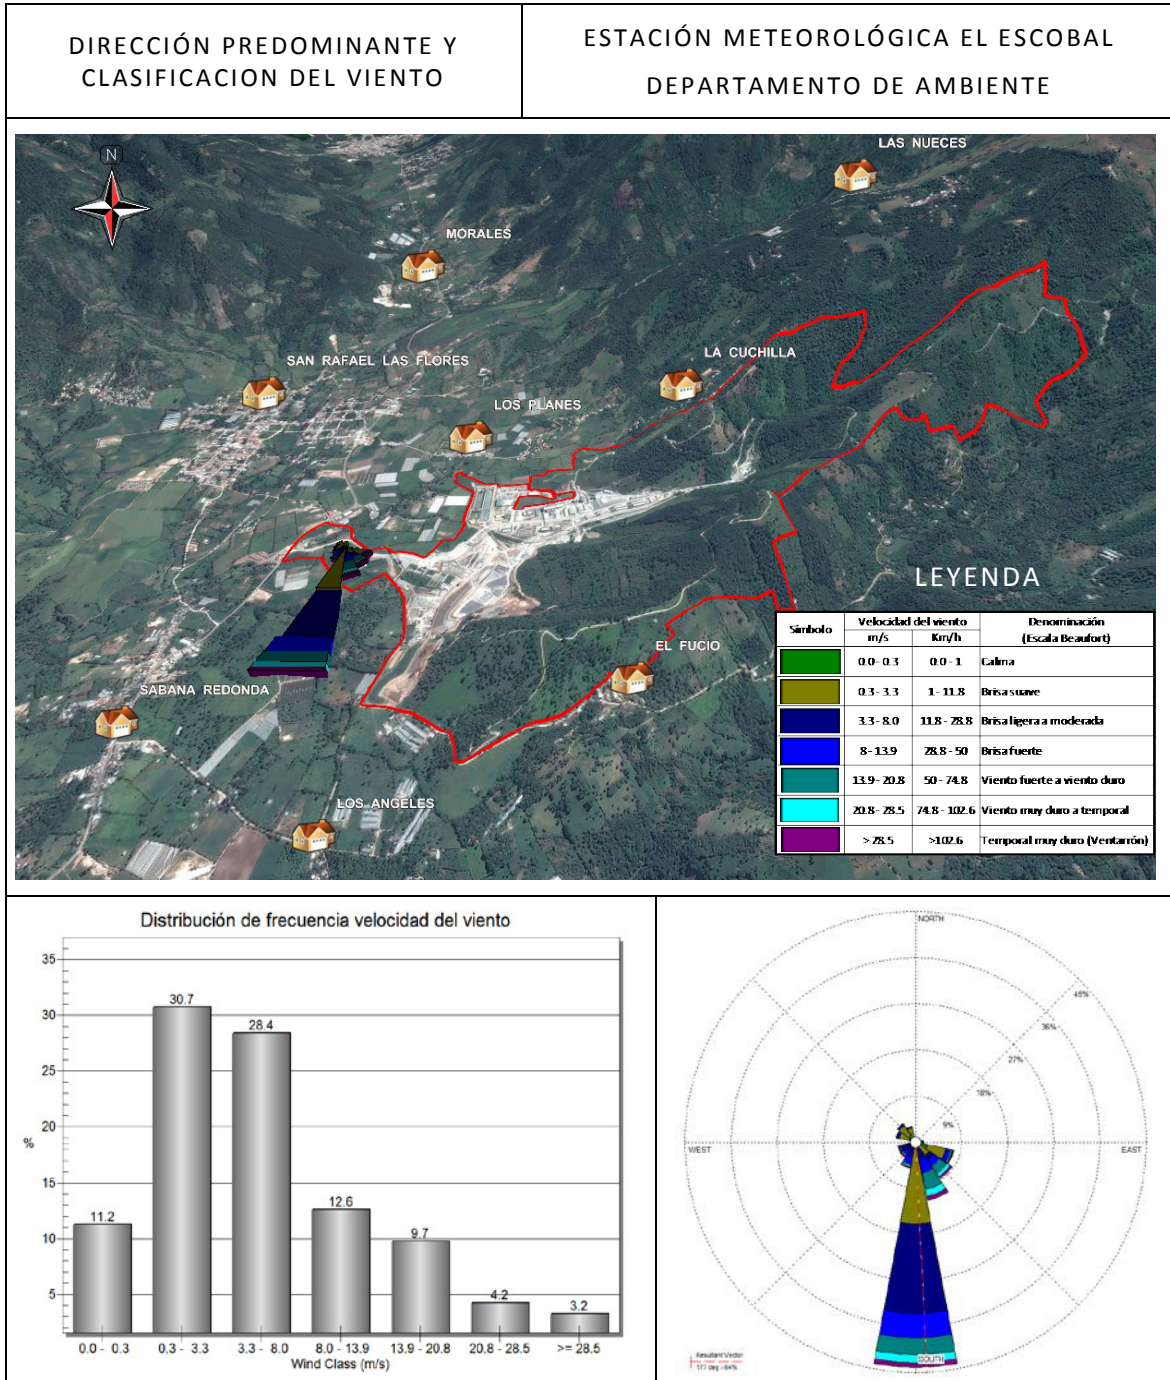 DIRECCIÓN PREDOMINANTE Y
CLASIFICACION DEL VIENTO
ESTACIÓN METEOROLÓGICA EL ESCOBAL
DEPARTAMENTO DE AMBIENTE
N
LAS NUECES
MORALES
SAN RAFAEL LAS FLORES
LA CUCHILLA
LOS PLANES
EL FUCIO
SABANA REDONDA
LOS ANGELES
LEYENDA
Símbolo Velocidad del viento Denominación
m/s Km/h (Escala Beaufort)
0.0 - 0.3 0.0 - 1 Calma
0.3 - 3.3 1 - 11.8 Brisa suave
3.3 - 8.0 11.8 - 28.8 Brisa ligera a moderada
8 - 13.9 28.8 - 50 Brisa fuerte
13.9 - 20.8 50 - 74.8 Viento fuerte a viento duro
20.8 - 28.5 74.8 - 102.6 Viento muy duro a temporal
> 28.5 >102.6 Temporal muy duro (Ventarrón)
Distribución de frecuencia velocidad del viento
35
30
25
20
15
10
5
%
11.2
30.7
28.4
12.6
9.7
4.2
3.2
0.0 - 0.3 0.3 - 3.3 3.3 - 8.0 8.0 - 13.9 13.9 - 20.8 20.8 - 28.5 >= 28.5
Wind Class (m/s)
NORTH
45%
36%
27%
18%
9%
WEST
EAST
SOUTH
Resultant Vector
177 deg - 64%